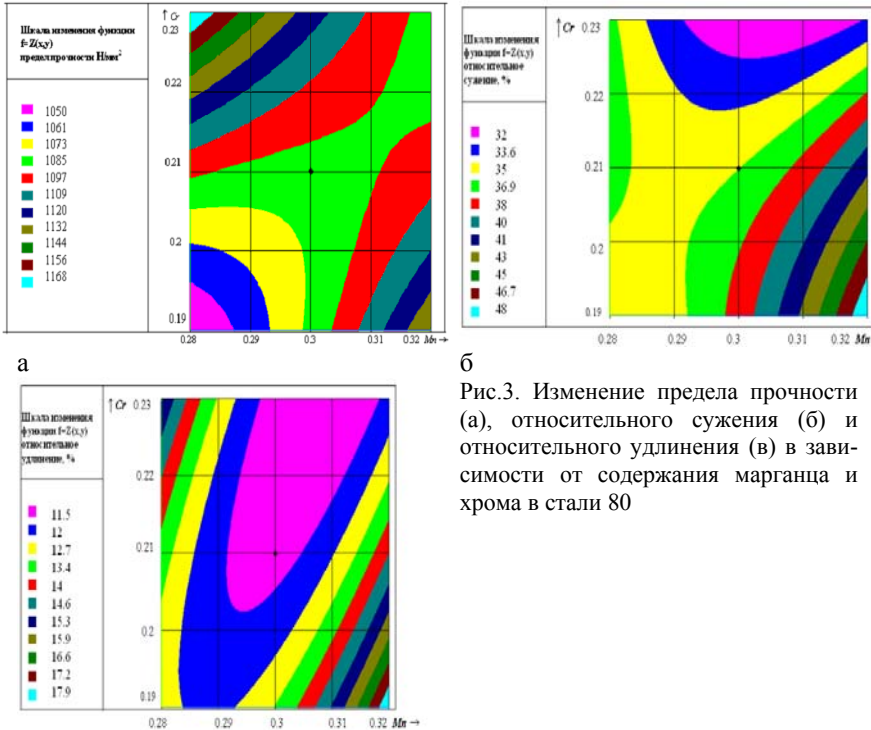 Шкала изменения функции
f=Z(x,y)
предел прочности Н/мм²
1050
1061
1073
1085
1097
1109
1120
1132
1144
1156
1168
↑ Cr
0.23
0.22
0.21
0.2
0.19
0.28 0.29 0.3 0.31 0.32 Mn →
а
Шкала изменения
функции f=Z(x,y)
относительное
сужение, %
32
33.6
35
36.9
38
40
41
43
45
46.7
48
↑ Cr 0.23
0.22
0.21
0.2
0.19
0.28 0.29 0.3 0.31 0.32 Mn
б
Рис.3. Изменение предела прочности
(а), относительного сужения (б) и
относительного удлинения (в) в зави-
симости от содержания марганца и
хрома в стали 80
Шкала изменения
функции f=Z(x,y)
относительное
удлинение, %
11.5
12
12.7
13.4
14
14.6
15.3
15.9
16.6
17.2
17.9
↑ Cr 0.23
0.22
0.21
0.2
0.19
0.28 0.29 0.3 0.31 0.32 Mn →